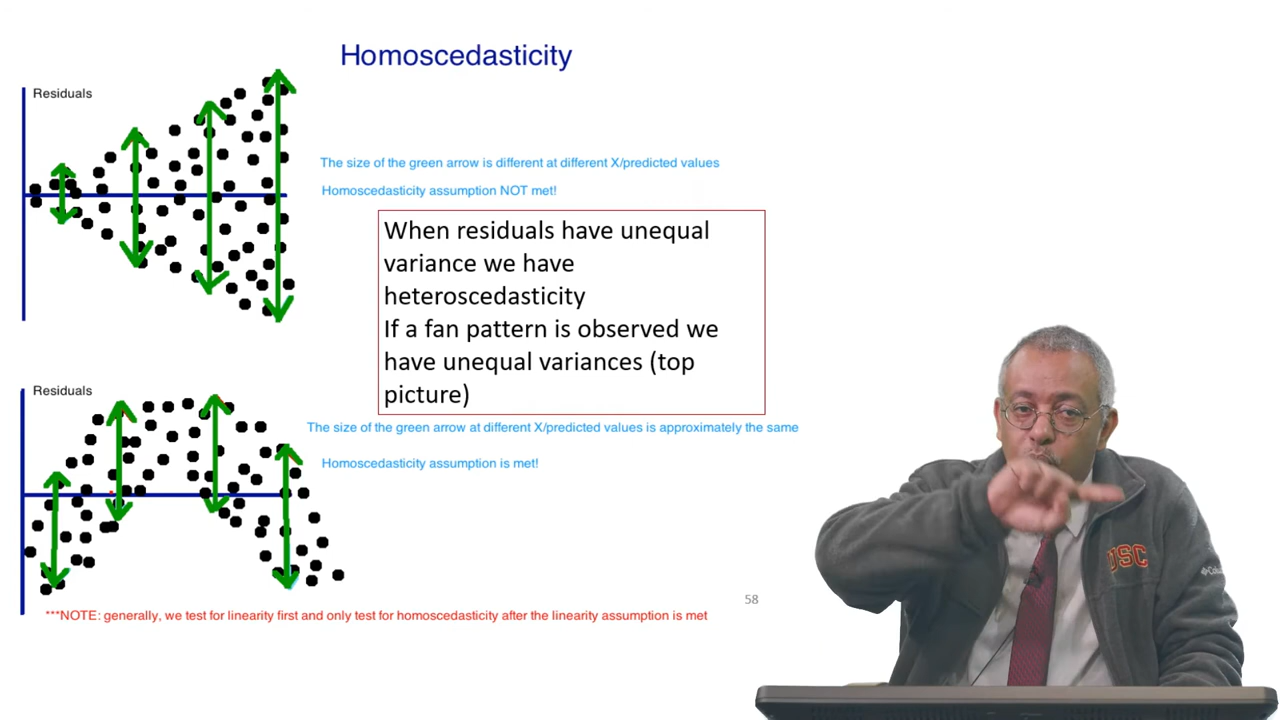 Homoscedasticity
Residuals
The size of the green arrow is different at different X/predicted values
Homoscedasticity assumption NOT met!
When residuals have unequal
variance we have
heteroscedasticity
If a fan pattern is observed we
have unequal variances (top
picture)
Residuals
The size of the green arrow at different X/predicted values is approximately the same
Homoscedasticity assumption is met!
USC
58
***NOTE: generally, we test for linearity first and only test for homoscedasticity after the linearity assumption is met